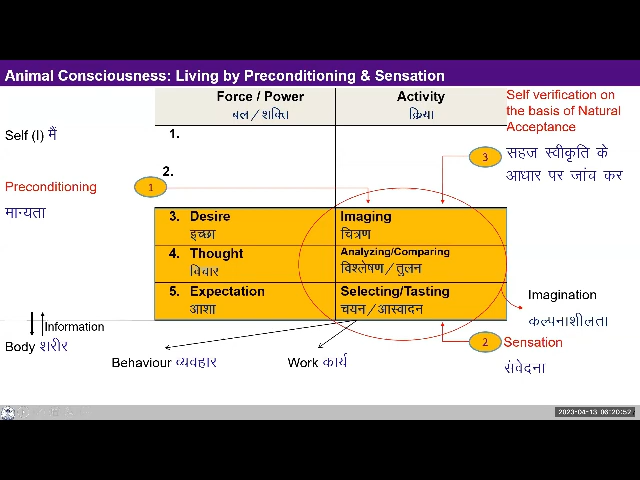 Animal Consciousness: Living by Preconditioning & Sensation
Force / Power
बल / शक्ति
Activity
क्रिया
Self verification on
the basis of Natural
Acceptance
सहज स्वीकृति के
आधार पर जांच कर
Self (I) मैं
1.
2.
3
Preconditioning
मान्यता
1
3. Desire
इच्छा
Imaging
चित्रण
4. Thought
विचार
Analyzing/Comparing
विश्लेषण / तुलन
5. Expectation
आशा
Selecting/Tasting
चयन / आस्वादन
Imagination
कल्पनाशीलता
Information
Body शरीर
Behaviour व्यवहार
Work कार्य
2
Sensation
संवेदना
2023-04-13 06:20:52